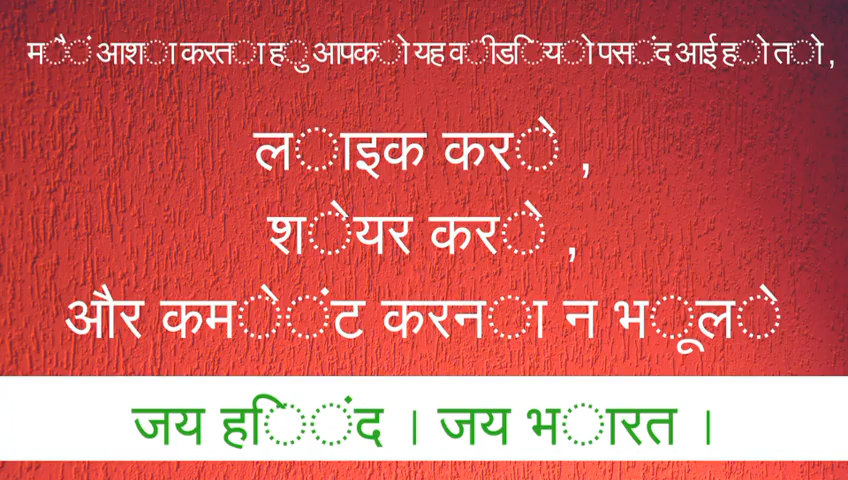 मैं आशा करता हु आपको यह वीडियो पसंद आई हो तो ,
लाइक करे ,
शेयर करे ,
और कमेंट करना न भूले
जय हिंद । जय भारत ।